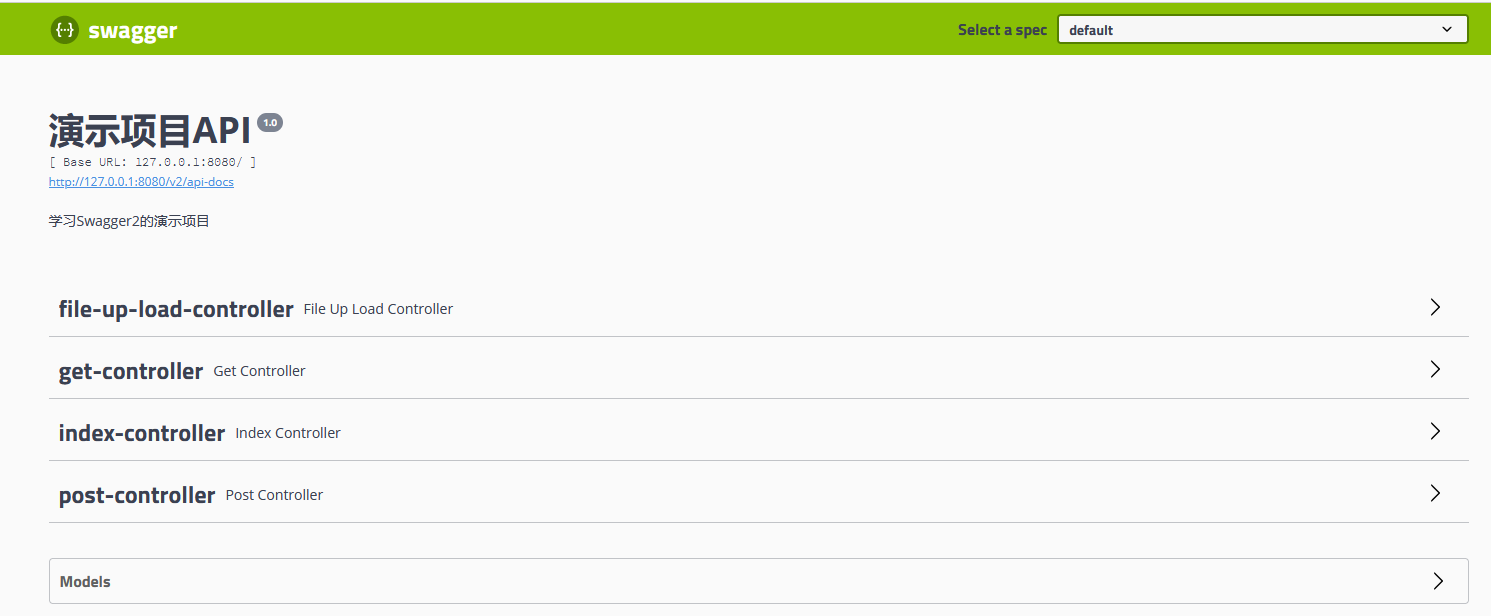 {··} swagger Select a spec default
演示项目API 1.0
[ Base URL: 127.0.0.1:8080/ ]
http://127.0.0.1:8080/v2/api-docs
学习Swagger2的演示项目
file-up-load-controller File Up Load Controller
get-controller Get Controller
index-controller Index Controller
post-controller Post Controller
Models